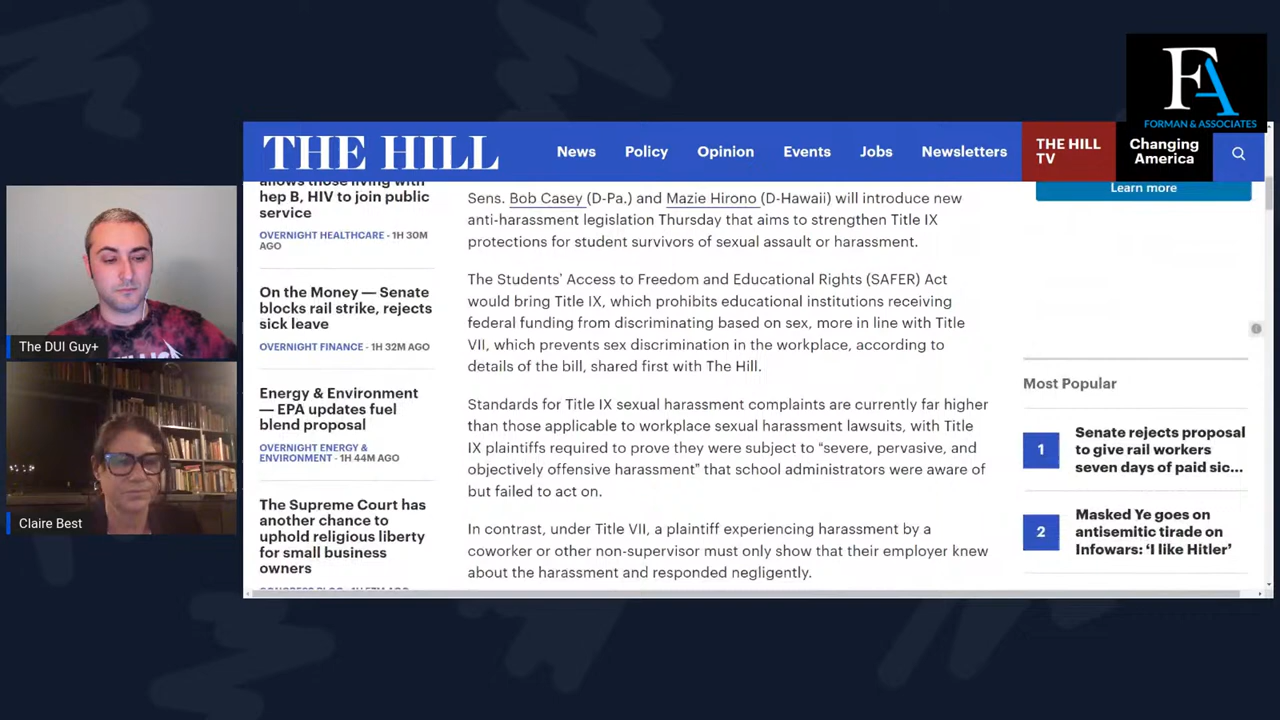 FA
FORMAN & ASSOCIATES
THE HILL
News
Policy
Opinion
Events
Jobs
Newsletters
THE HILL
TV
Changing
America
allows those living with
hep B, HIV to join public
service
OVERNIGHT HEALTHCARE - 1H 30M
AGO
On the Money — Senate
blocks rail strike, rejects
sick leave
OVERNIGHT FINANCE - 1H 32M AGO
Energy & Environment
— EPA updates fuel
blend proposal
OVERNIGHT ENERGY &
ENVIRONMENT - 1H 44M AGO
The Supreme Court has
another chance to
uphold religious liberty
for small business
owners
Sens. Bob Casey (D-Pa.) and Mazie Hirono (D-Hawaii) will introduce new
anti-harassment legislation Thursday that aims to strengthen Title IX
protections for student survivors of sexual assault or harassment.
The Students' Access to Freedom and Educational Rights (SAFER) Act
would bring Title IX, which prohibits educational institutions receiving
federal funding from discriminating based on sex, more in line with Title
VII, which prevents sex discrimination in the workplace, according to
details of the bill, shared first with The Hill.
Standards for Title IX sexual harassment complaints are currently far higher
than those applicable to workplace sexual harassment lawsuits, with Title
IX plaintiffs required to prove they were subject to “severe, pervasive, and
objectively offensive harassment” that school administrators were aware of
but failed to act on.
In contrast, under Title VII, a plaintiff experiencing harassment by a
coworker or other non-supervisor must only show that their employer knew
about the harassment and responded negligently.
Learn more
Most Popular
1
Senate rejects proposal
to give rail workers
seven days of paid sic...
2
Masked Ye goes on
antisemitic tirade on
Infowars: ‘I like Hitler’
The DUI Guy+
Claire Best